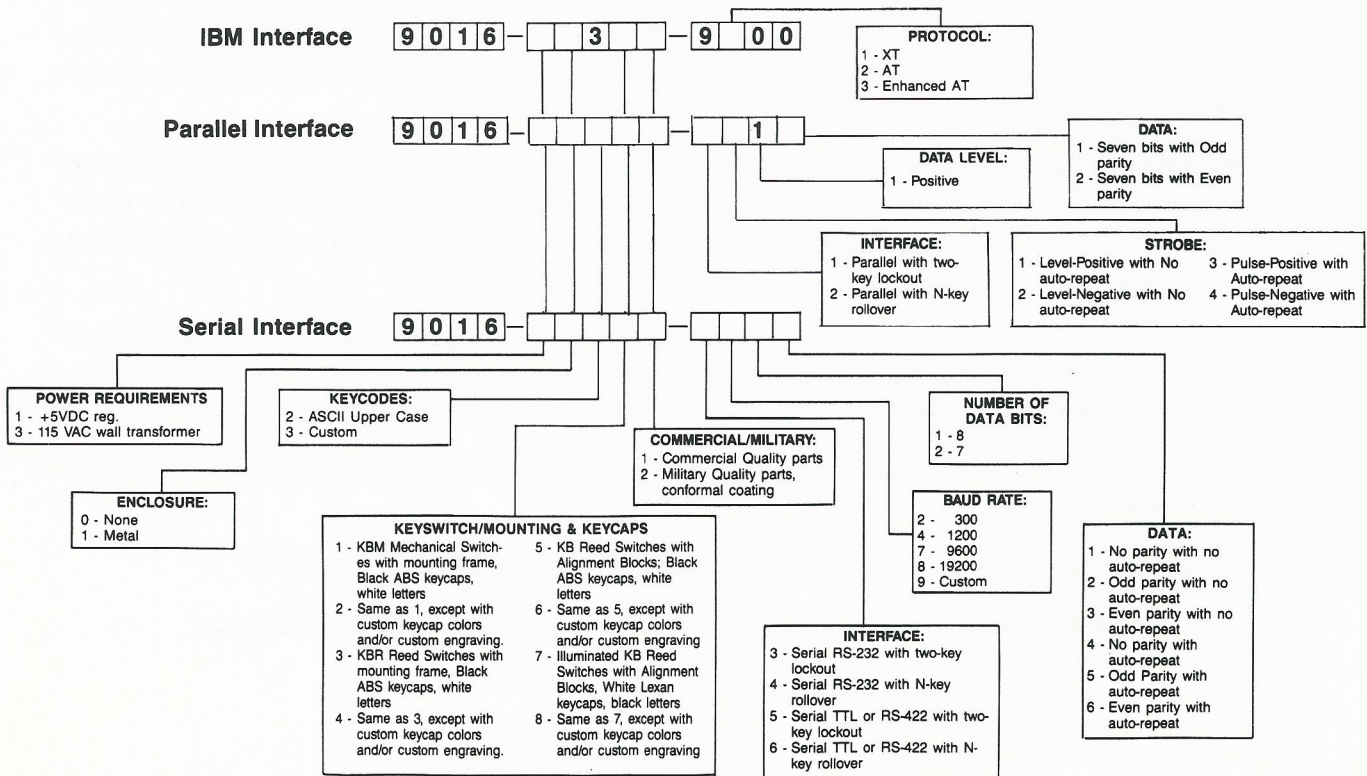 IBM Interface 9 0 1 6 – 3 – 9 0 0
PROTOCOL:
1 - XT
2 - AT
3 - Enhanced AT
Parallel Interface 9 0 1 6 – – 1
DATA LEVEL:
1 - Positive
DATA:
1 - Seven bits with Odd
parity
2 - Seven bits with Even
parity
INTERFACE:
1 - Parallel with two-
key lockout
2 - Parallel with N-key
rollover
STROBE:
1 - Level-Positive with No
auto-repeat
2 - Level-Negative with No
auto-repeat
3 - Pulse-Positive with
Auto-repeat
4 - Pulse-Negative with
Auto-repeat
Serial Interface 9 0 1 6 – –
POWER REQUIREMENTS
1 - +5VDC reg.
3 - 115 VAC wall transformer
KEYCODES:
2 - ASCII Upper Case
3 - Custom
ENCLOSURE:
0 - None
1 - Metal
COMMERCIAL/MILITARY:
1 - Commercial Quality parts
2 - Military Quality parts,
conformal coating
NUMBER OF
DATA BITS:
1 - 8
2 - 7
BAUD RATE:
2 - 300
4 - 1200
7 - 9600
8 - 19200
9 - Custom
KEYSWITCH/MOUNTING & KEYCAPS
1 - KBM Mechanical Switch-
es with mounting frame,
Black ABS keycaps,
white letters
2 - Same as 1, except with
custom keycap colors
and/or custom engraving.
3 - KBR Reed Switches with
mounting frame, Black
ABS keycaps, white
letters
4 - Same as 3, except with
custom keycap colors
and/or custom engraving.
5 - KB Reed Switches with
Alignment Blocks; Black
ABS keycaps, white
letters
6 - Same as 5, except with
custom keycap colors
and/or custom engraving
7 - Illuminated KB Reed
Switches with Alignment
Blocks, White Lexan
keycaps, black letters
8 - Same as 7, except with
custom keycap colors
and/or custom engraving
INTERFACE:
3 - Serial RS-232 with two-key
lockout
4 - Serial RS-232 with N-key
rollover
5 - Serial TTL or RS-422 with two-
key lockout
6 - Serial TTL or RS-422 with N-
key rollover
DATA:
1 - No parity with no
auto-repeat
2 - Odd parity with no
auto-repeat
3 - Even parity with no
auto-repeat
4 - No parity with
auto-repeat
5 - Odd Parity with
auto-repeat
6 - Even parity with
auto-repeat